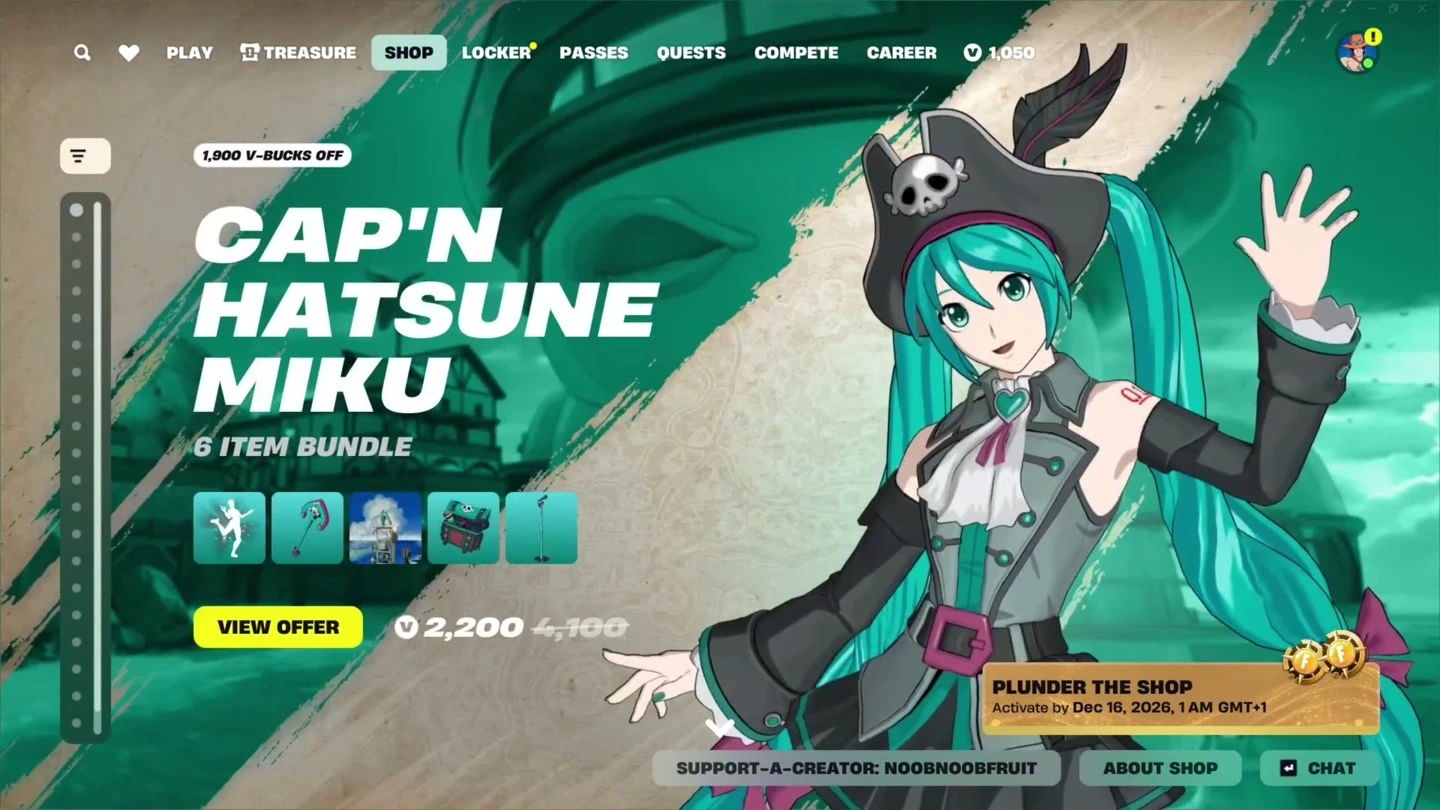 PLAY
TREASURE
SHOP
LOCKER
PASSES
QUESTS
COMPETE
CAREER
1,050
1,900 V-BUCKS OFF
CAP'N
HATSUNE
MIKU
6 ITEM BUNDLE
VIEW OFFER
2,200 4,100
PLUNDER THE SHOP
Activate by Dec 16, 2026, 1 AM GMT+1
SUPPORT-A-CREATOR: NOOBNOOBFRUIT
ABOUT SHOP
CHAT